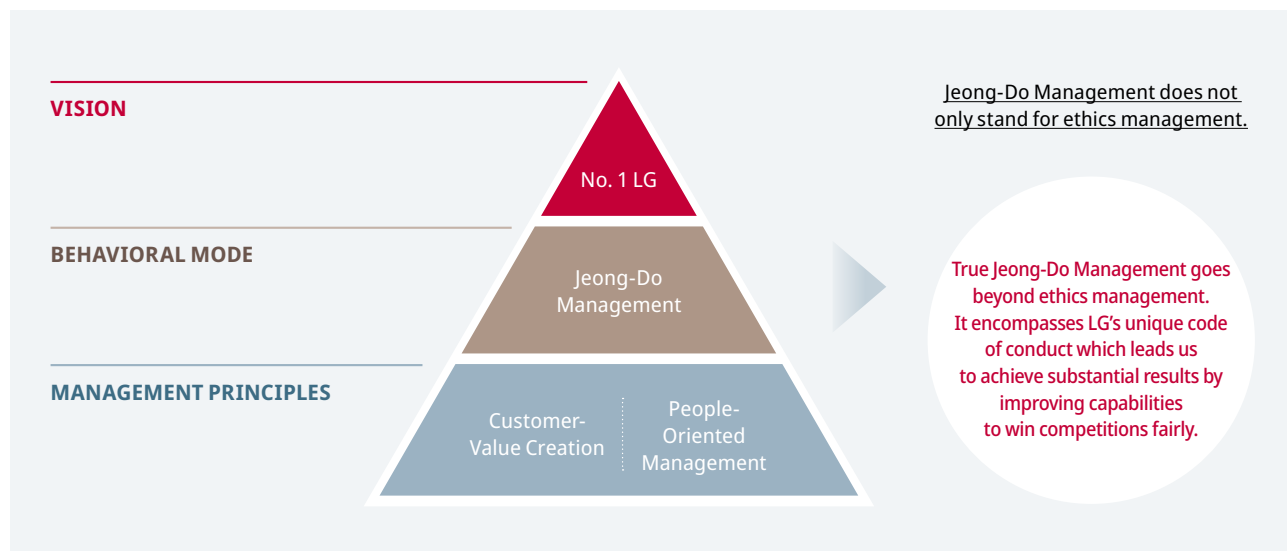 VISION
No. 1 LG
BEHAVIORAL MODE
Jeong-Do
Management
MANAGEMENT PRINCIPLES
Customer-
Value Creation
People-
Oriented
Management
Jeong-Do Management does not
only stand for ethics management.
True Jeong-Do Management goes
beyond ethics management.
It encompasses LG’s unique code
of conduct which leads us
to achieve substantial results by
improving capabilities
to win competitions fairly.